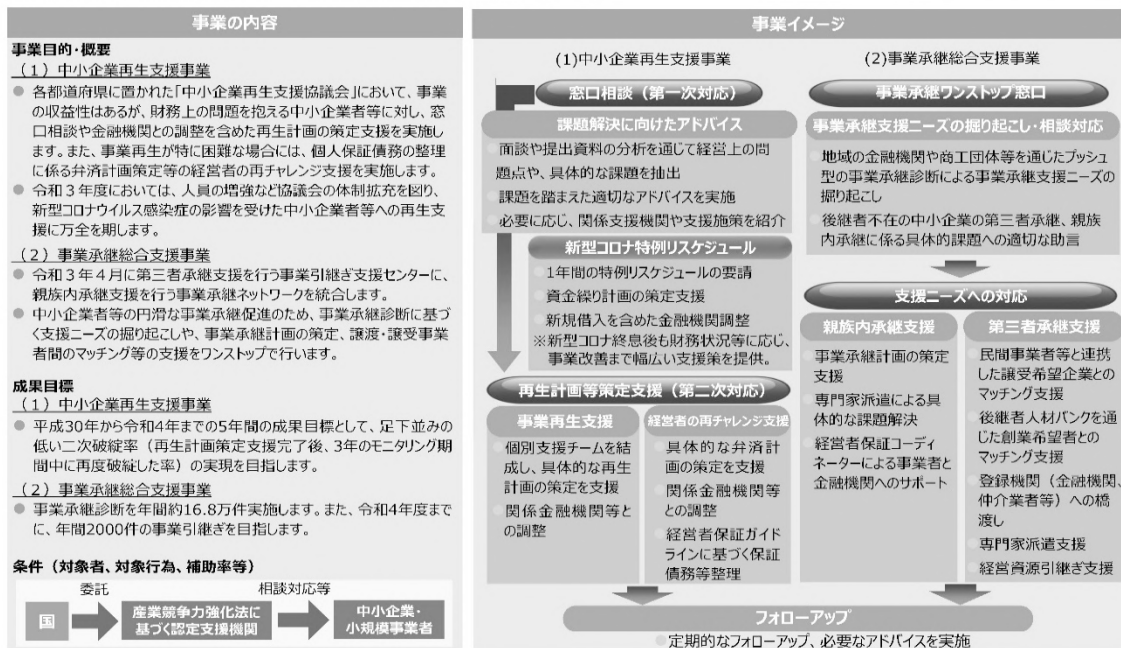 事業の内容
事業目的・概要
（１）中小企業再生支援事業
● 各都道府県に置かれた「中小企業再生支援協議会」において、事業
の収益性はあるが、財務上の問題を抱える中小企業者等に対し、窓
口相談や金融機関との調整を含めた再生計画の策定支援を実施し
ます。また、事業再生が特に困難な場合には、個人保証債務の整理
に係る弁済計画策定等の経営者の再チャレンジ支援を実施します。
● 令和３年度においては、人員の増強など協議会の体制拡充を図り、
新型コロナウイルス感染症の影響を受けた中小企業者等への再生支
援に万全を期します。
（２）事業承継総合支援事業
● 令和３年４月に第三者承継支援を行う事業引継ぎ支援センターに、
親族内承継支援を行う事業承継ネットワークを統合します。
● 中小企業者等の円滑な事業承継促進のため、事業承継診断に基づ
く支援ニーズの掘り起こしや、事業承継計画の策定、譲渡・譲受事業
者間のマッチング等の支援をワンストップで行います。
成果目標
（１）中小企業再生支援事業
● 平成30年から令和4年までの5年間の成果目標として、足下並みの
低い二次破綻率（再生計画策定支援完了後、3年のモニタリング期
間中に再度破綻した率）の実現を目指します。
（２）事業承継総合支援事業
● 事業承継診断を年間約16.8万件実施します。また、令和4年度まで
に、年間2000件の事業引継ぎを目指します。
条件（対象者、対象行為、補助率等）
委託
相談対応等
国
産業競争力強化法に
基づく認定支援機関
中小企業・
小規模事業者
事業イメージ
(1)中小企業再生支援事業
窓口相談（第一次対応）
課題解決に向けたアドバイス
面談や提出資料の分析を通じて経営上の問
題点や、具体的な課題を抽出
課題を踏まえた適切なアドバイスを実施
必要に応じ、関係支援機関や支援施策を紹介
新型コロナ特例リスケジュール
1年間の特例リスケジュールの要請
資金繰り計画の策定支援
新規借入を含めた金融機関調整
※新型コロナ終息後も財務状況等に応じ、
事業改善まで幅広い支援策を提供。
再生計画等策定支援（第二次対応）
事業再生支援
個別支援チームを結
成し、具体的な再生
計画の策定を支援
関係金融機関等と
の調整
経営者の再チャレンジ支援
具体的な弁済計
画の策定を支援
関係金融機関等
との調整
経営者保証ガイド
ラインに基づく保証
債務等整理
(2)事業承継総合支援事業
事業承継ワンストップ窓口
事業承継支援ニーズの掘り起こし・相談対応
地域の金融機関や商工団体等を通じたプッシュ
型の事業承継診断による事業承継支援ニーズの
掘り起こし
後継者不在の中小企業の第三者承継、親族
内承継に係る具体的課題への適切な助言
支援ニーズへの対応
親族内承継支援
事業承継計画の策定
支援
専門家派遣による具
体的な課題解決
経営者保証コーディ
ネーターによる事業者と
金融機関へのサポート
第三者承継支援
民間事業者等と連携
した譲受希望企業との
マッチング支援
後継者人材バンクを通
じた創業希望者との
マッチング支援
登録機関（金融機関、
仲介業者等）への橋
渡し
専門家派遣支援
経営資源引継ぎ支援
フォローアップ
定期的なフォローアップ、必要なアドバイスを実施